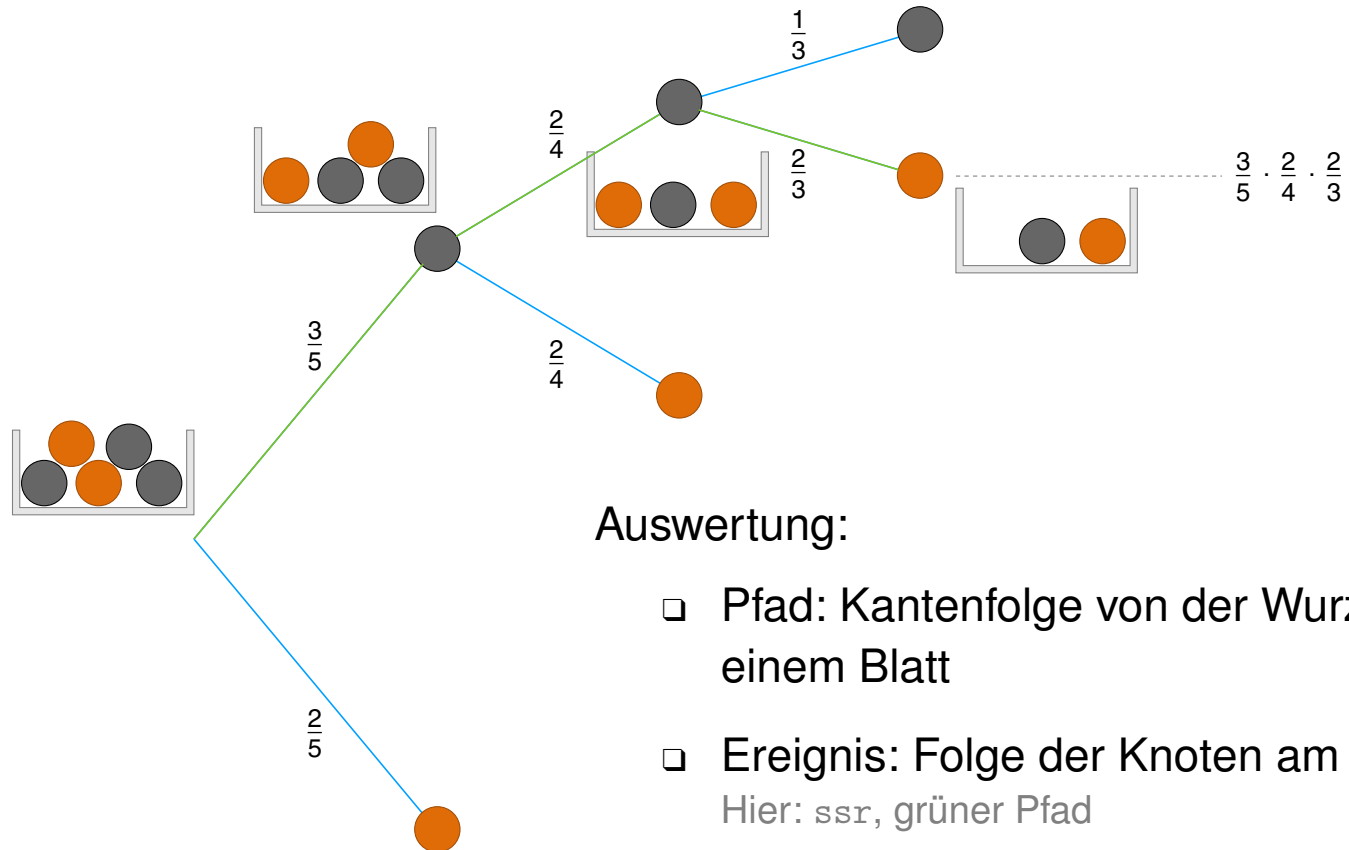 1/3
2/4
2/3
3/5 · 2/4 · 2/3
3/5
2/4
Auswertung:
❑ Pfad: Kantenfolge von der
einem Blatt
2/5
❑ Ereignis: Folge der Knoten am
Hier: ssr, grüner Pfad